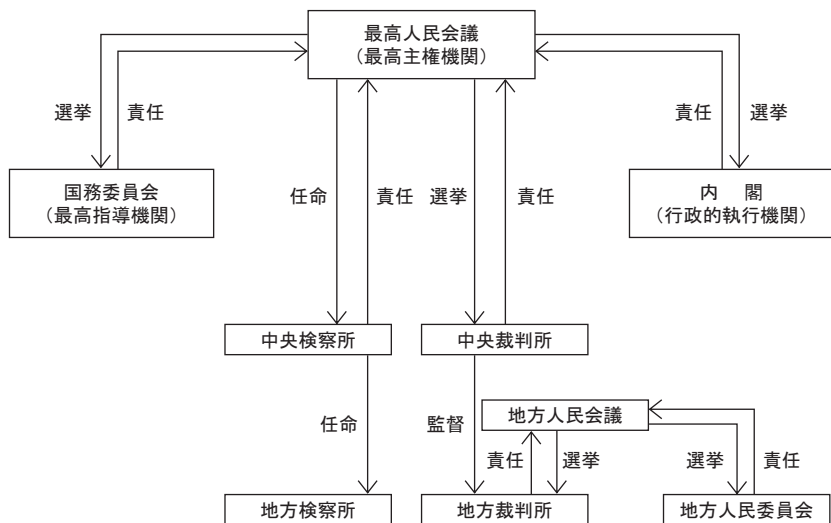 最高人民会議
(最高主権機関)
選挙
責任
責任
選挙
国務委員会
(最高指導機関)
任命
責任
選挙
責任
内 閣
(行政的執行機関)
中央検察所
中央裁判所
任命
監督
地方人民会議
責任
選挙
選挙
責任
地方検察所
地方裁判所
地方人民委員会